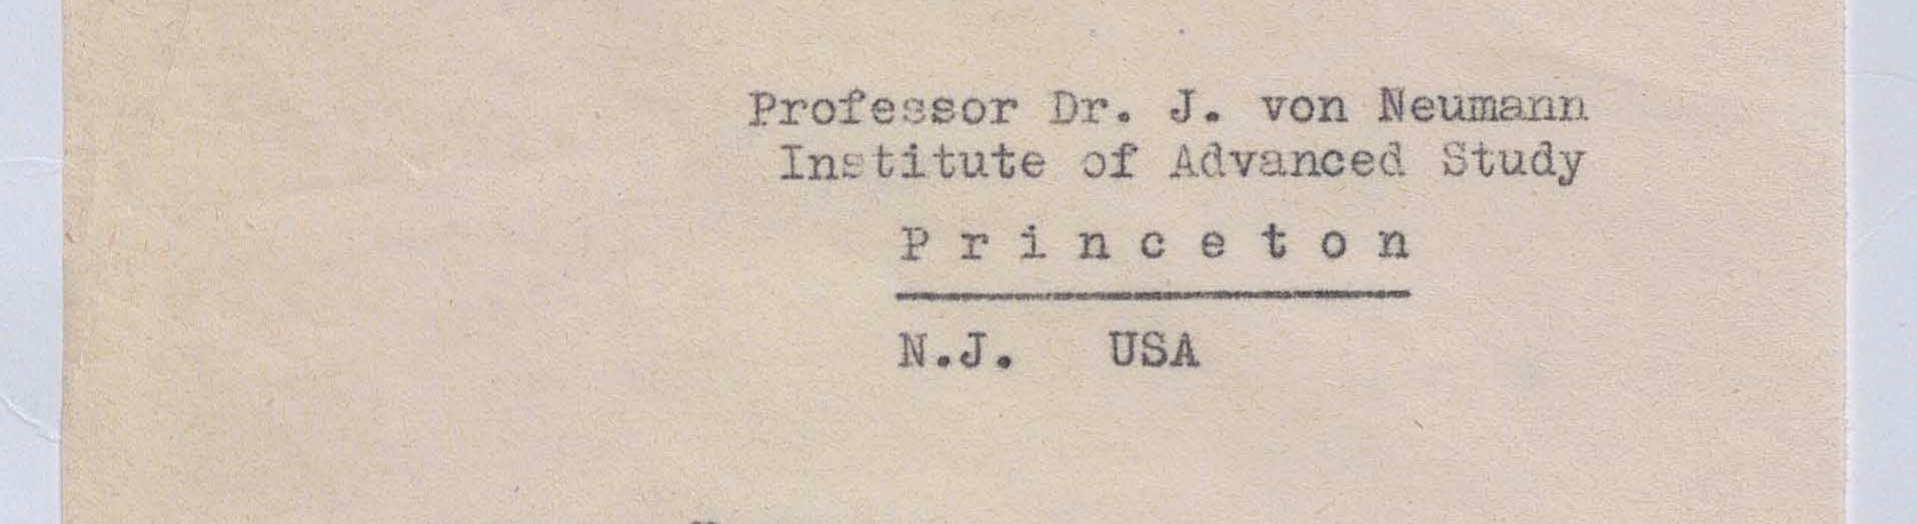 Professor Dr. J. von Neumann
Institute of Advanced Study
P r i n c e t o n
N.J. USA